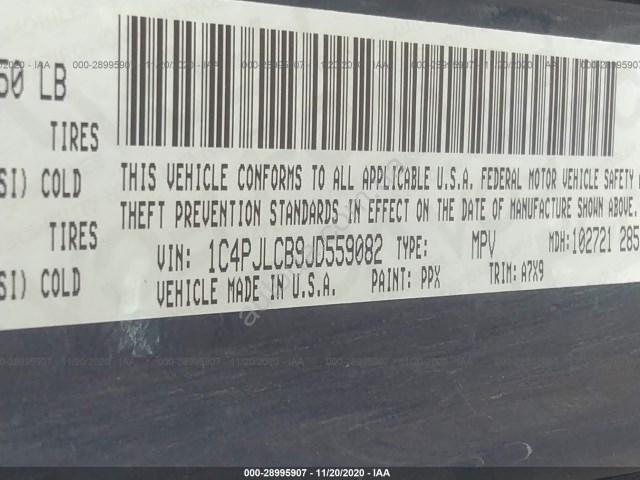 50 LB
TIRES
SI) COLD
TIRES
SI) COLD
THIS VEHICLE CONFORMS TO ALL APPLICABLE U.S.A. FEDERAL MOTOR VEHICLE SAFETY
THEFT PREVENTION STANDARDS IN EFFECT ON THE DATE OF MANUFACTURE SHOWN ABOVE.
VIN: 1C4PJLCB9JD559082 TYPE: MPV MDH: 102721 285
VEHICLE MADE IN U.S.A. PAINT: PPX TRIM: A7X9
000-28995907 - 11/20/2020 - IAA